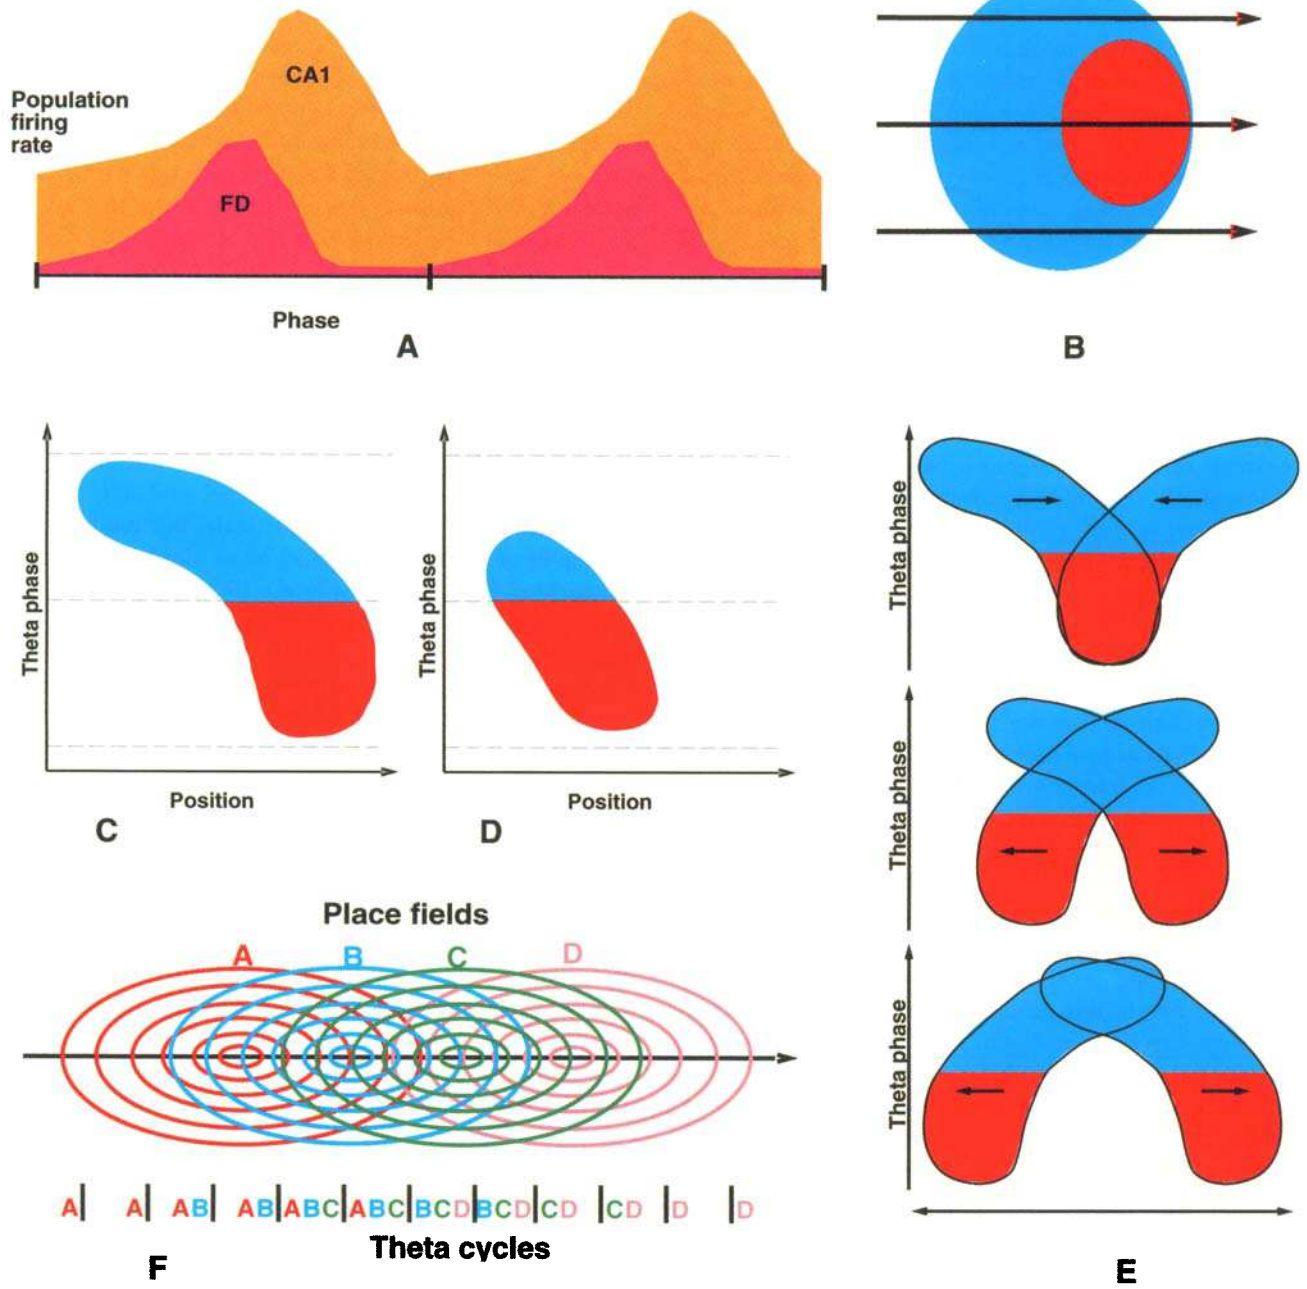 Population
firing
rate
CA1
FD
Phase
A
B
Theta phase
Position
C
Theta phase
Position
D
Theta phase
Theta phase
Theta phase
E
Place fields
A B C D
A A AB AB ABC ABC BCD BCD CD CD D D
Theta cycles
F